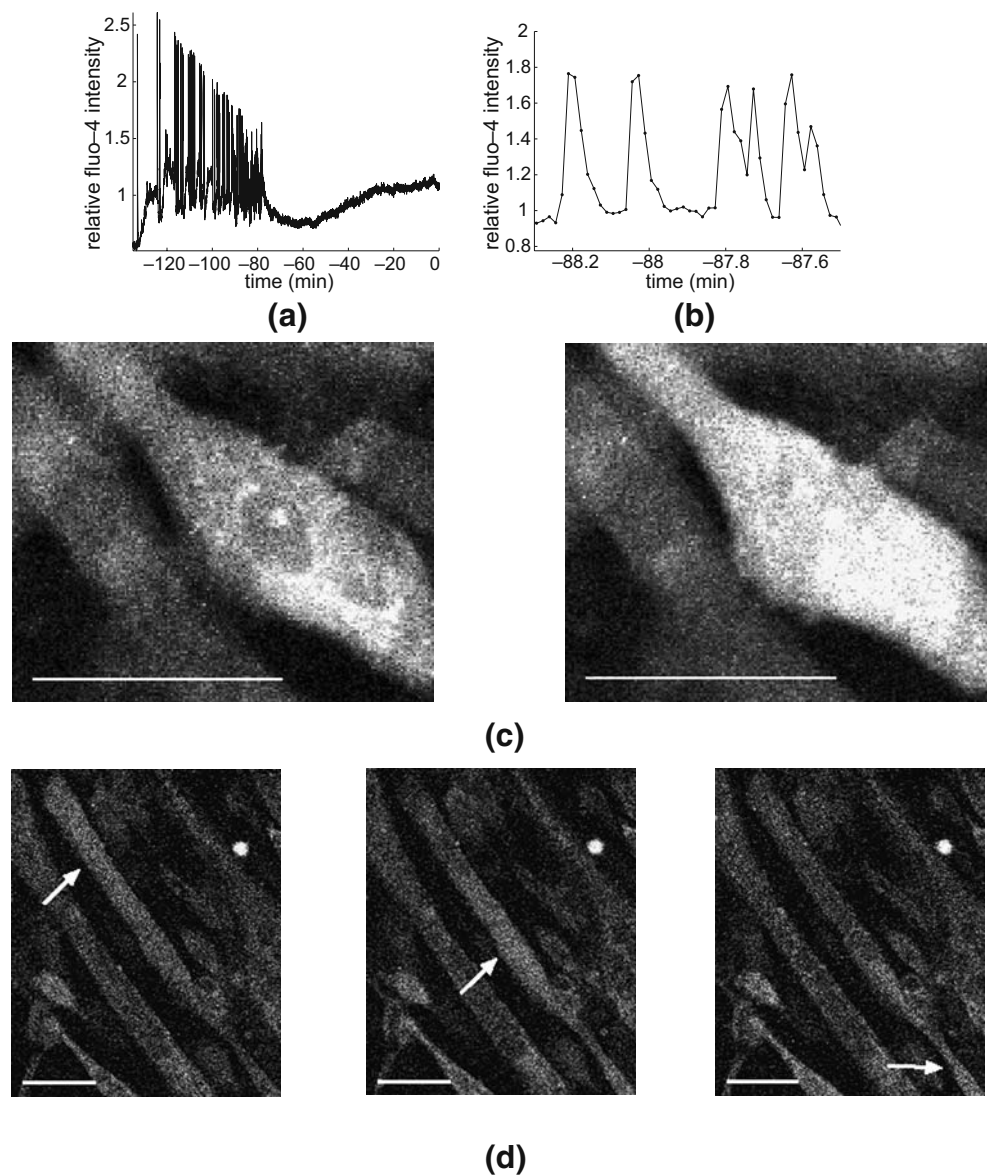 relative fluo–4 intensity
2.5
2
1.5
1
–120 –100 –80 –60 –40 –20 0
time (min)
(a)
relative fluo–4 intensity
2
1.8
1.6
1.4
1.2
1
0.8
–88.2 –88 –87.8 –87.6
time (min)
(b)
(c)
(d)